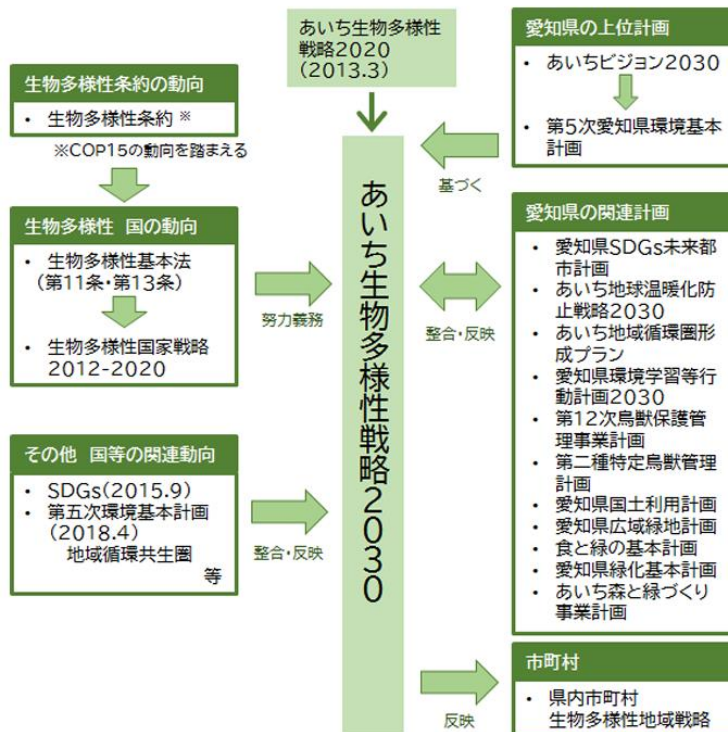 あいち生物多様性
戦略2020
(2013.3)
生物多様性条約の動向
• 生物多様性条約 ※
※COP15の動向を踏まえる
生物多様性 国の動向
• 生物多様性基本法
(第11条・第13条)
• 生物多様性国家戦略
2012-2020
努力義務
その他 国等の関連動向
• SDGs(2015.9)
• 第五次環境基本計画
(2018.4)
地域循環共生圏
等
整合・反映
あいち生物多様性戦略2030
愛知県の上位計画
• あいちビジョン2030
• 第5次愛知県環境基本
計画
基づく
愛知県の関連計画
• 愛知県SDGs未来都
市計画
• あいち地球温暖化防
止戦略2030
• あいち地域循環圏形
成プラン
• 愛知県環境学習等行
動計画2030
• 第12次鳥獣保護管
理事業計画
• 第二種特定鳥獣管理
計画
• 愛知県国土利用計画
• 愛知県広域緑地計画
• 食と緑の基本計画
• 愛知県緑化基本計画
• あいち森と緑づくり
事業計画
整合・反映
市町村
• 県内市町村
生物多様性地域戦略
反映